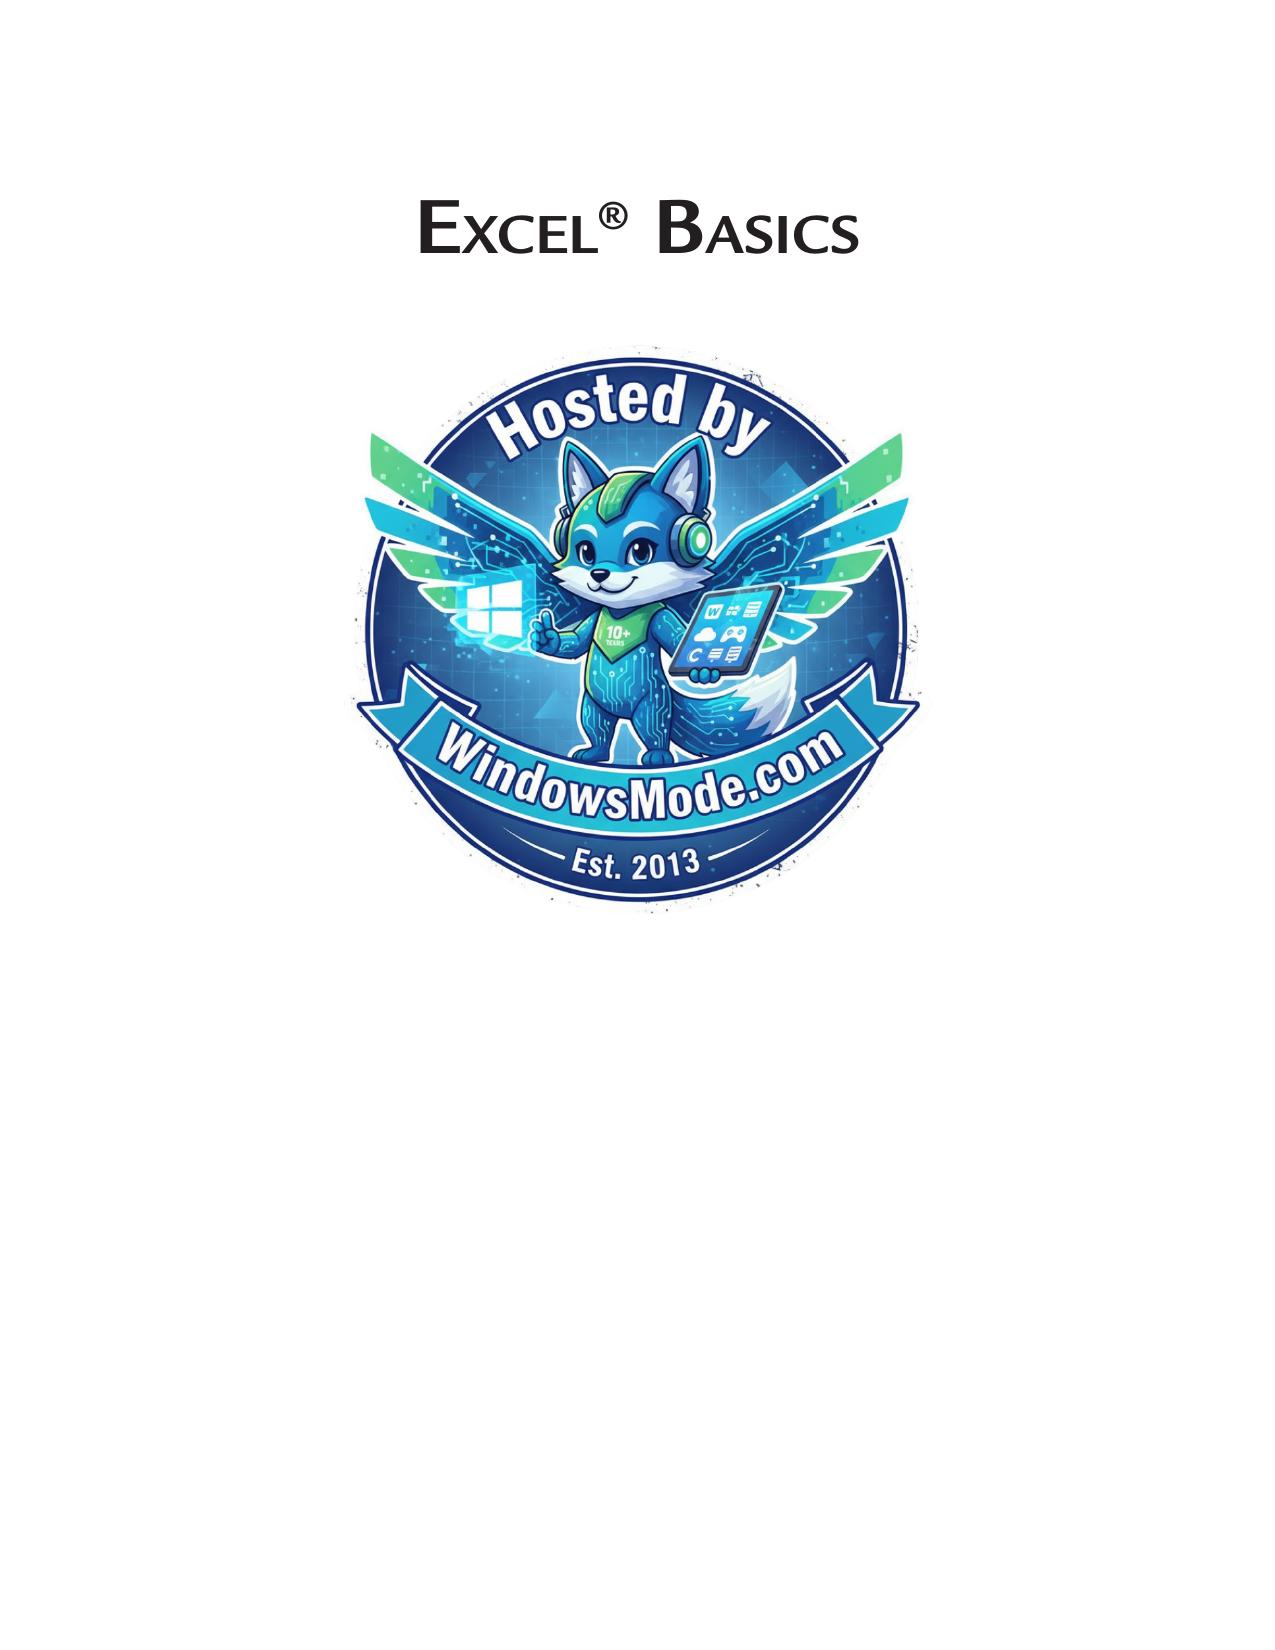 Excel® Basics
Hosted by
10+
W
WindowsMode.com
Est. 2013